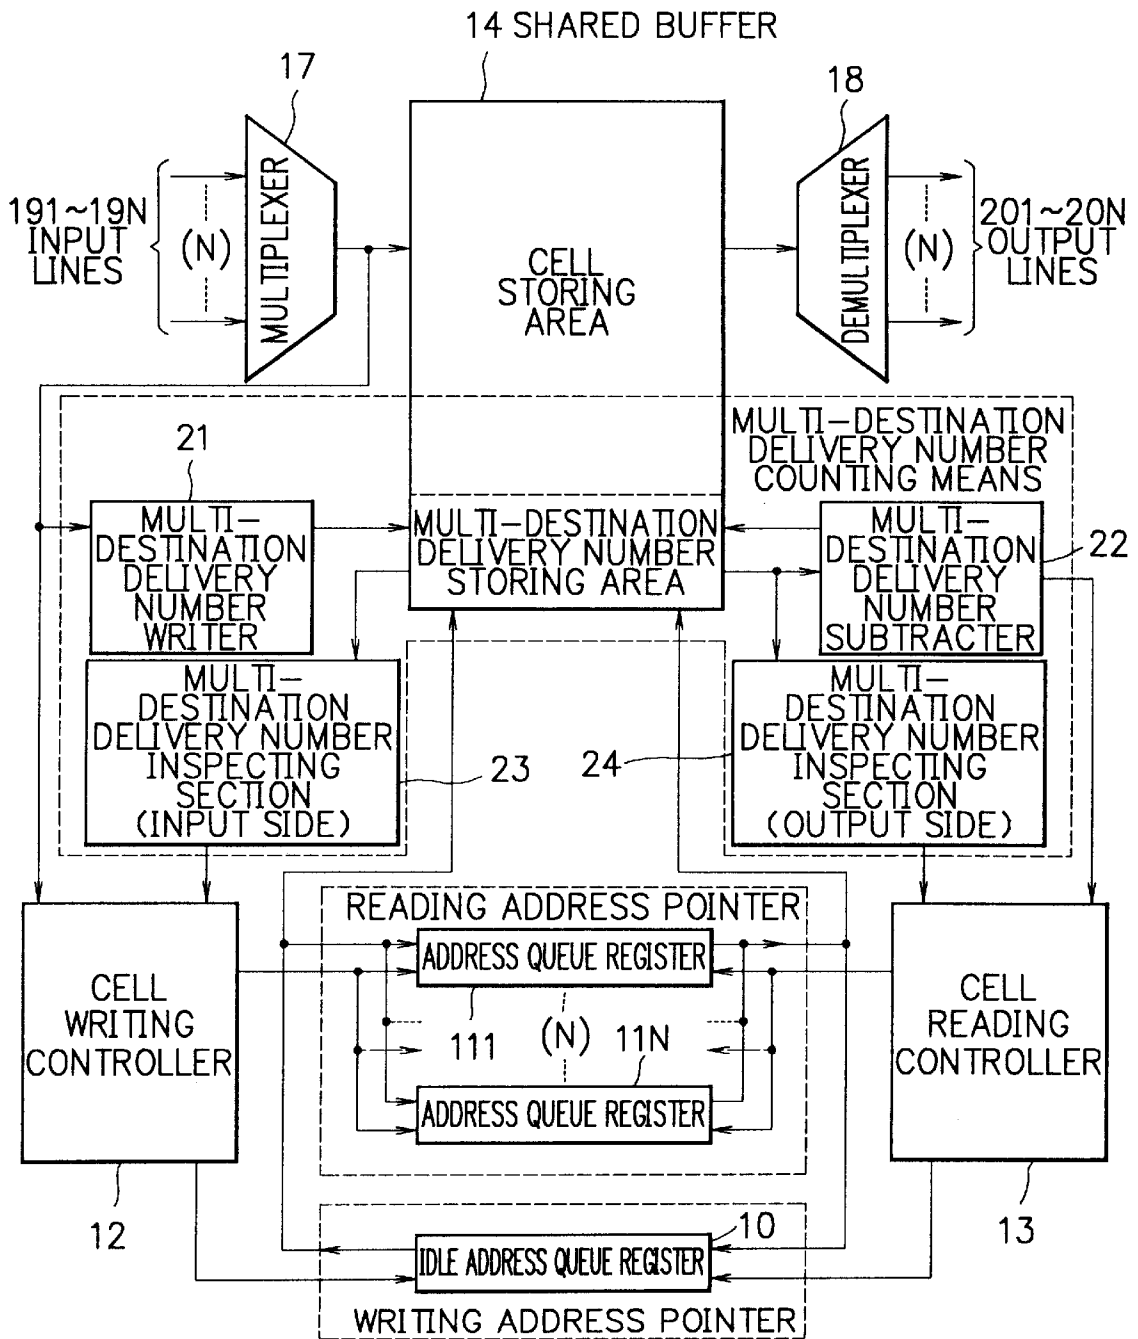 14 SHARED BUFFER
17
18
191~19N
INPUT
LINES
(N)
MULTIPLEXER
CELL
STORING
AREA
DEMULTIPLEXER
(N)
201~20N
OUTPUT
LINES
MULTI-DESTINATION
DELIVERY NUMBER
COUNTING MEANS
21
MULTI-
DESTINATION
DELIVERY
NUMBER
WRITER
MULTI-DESTINATION
DELIVERY NUMBER
STORING AREA
MULTI-
DESTINATION
DELIVERY
NUMBER
SUBTRACTER
22
MULTI-
DESTINATION
DELIVERY NUMBER
INSPECTING
SECTION
(INPUT SIDE)
23
24
MULTI-
DESTINATION
DELIVERY NUMBER
INSPECTING
SECTION
(OUTPUT SIDE)
READING ADDRESS POINTER
ADDRESS QUEUE REGISTER
111
(N)
11N
ADDRESS QUEUE REGISTER
CELL
WRITING
CONTROLLER
12
CELL
READING
CONTROLLER
13
10
IDLE ADDRESS QUEUE REGISTER
WRITING ADDRESS POINTER